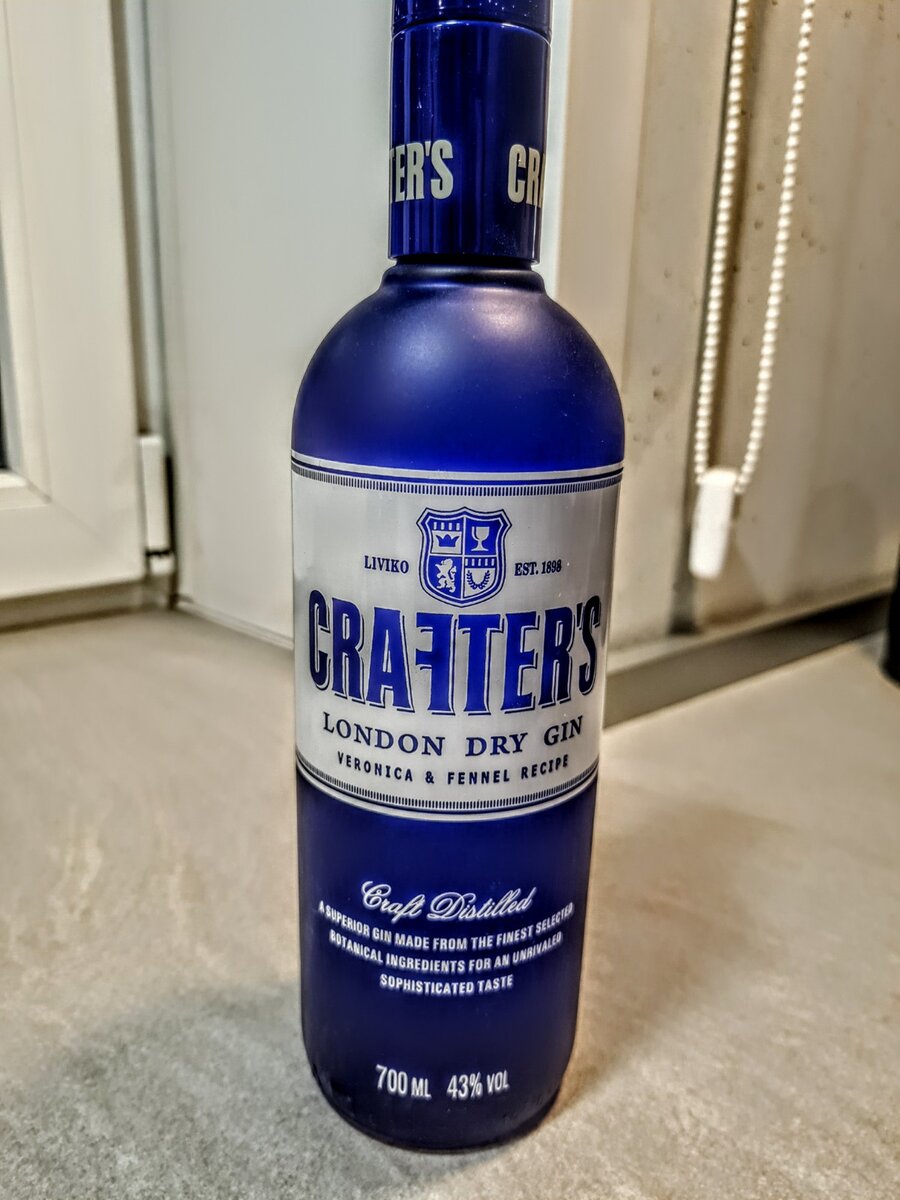 TER'S CR
LIVIKO EST. 1898
CRAFTER'S
LONDON DRY GIN
VERONICA & FENNEL RECIPE
Craft Distilled
A SUPERIOR GIN MADE FROM THE FINEST SELECTED
BOTANICAL INGREDIENTS FOR AN UNRIVALED
SOPHISTICATED TASTE
700 ML 43% VOL